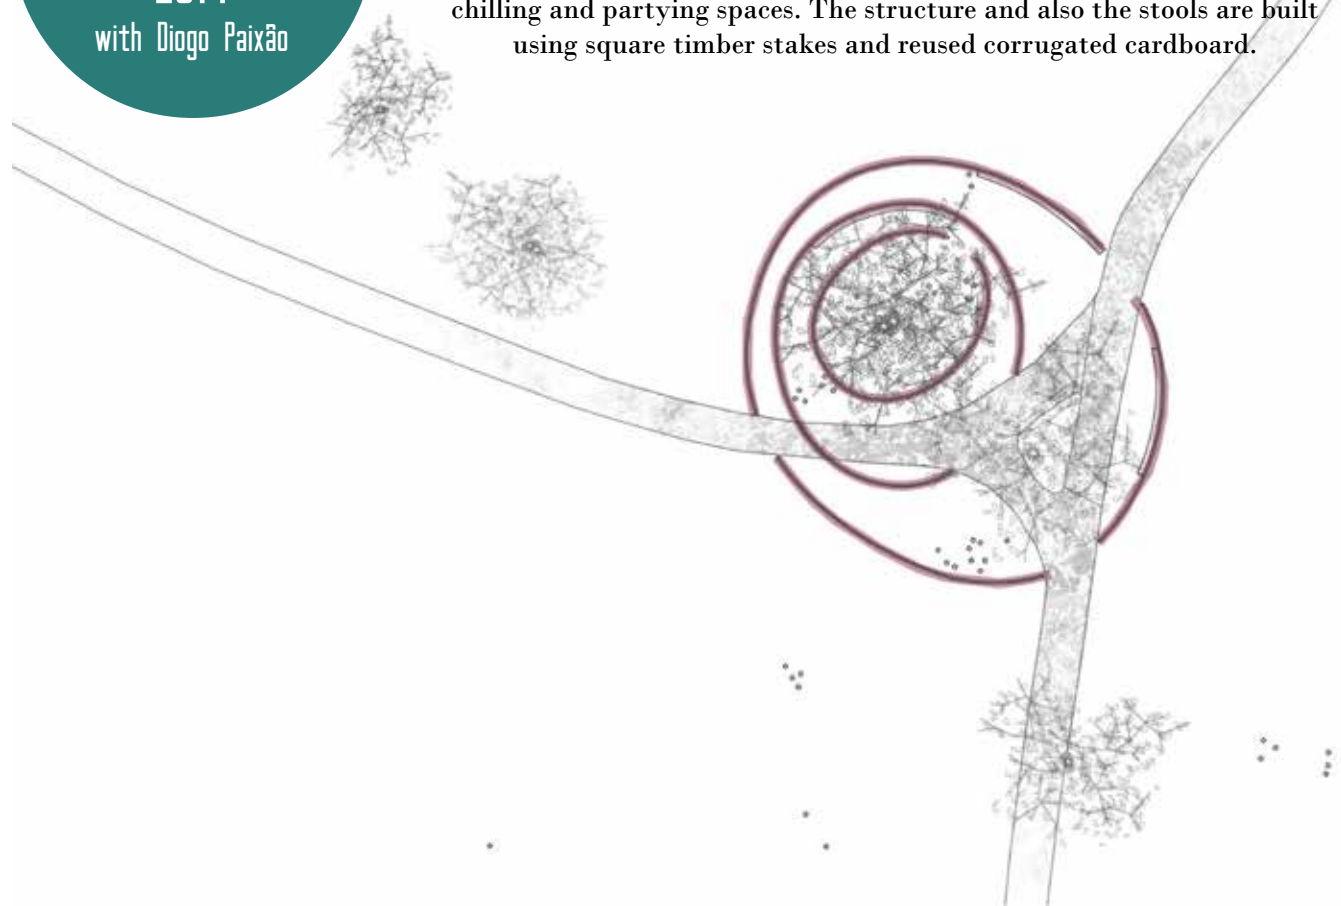 with Diogo Paixão
chilling and partying spaces. The structure and also the stools are built
using square timber stakes and reused corrugated cardboard.